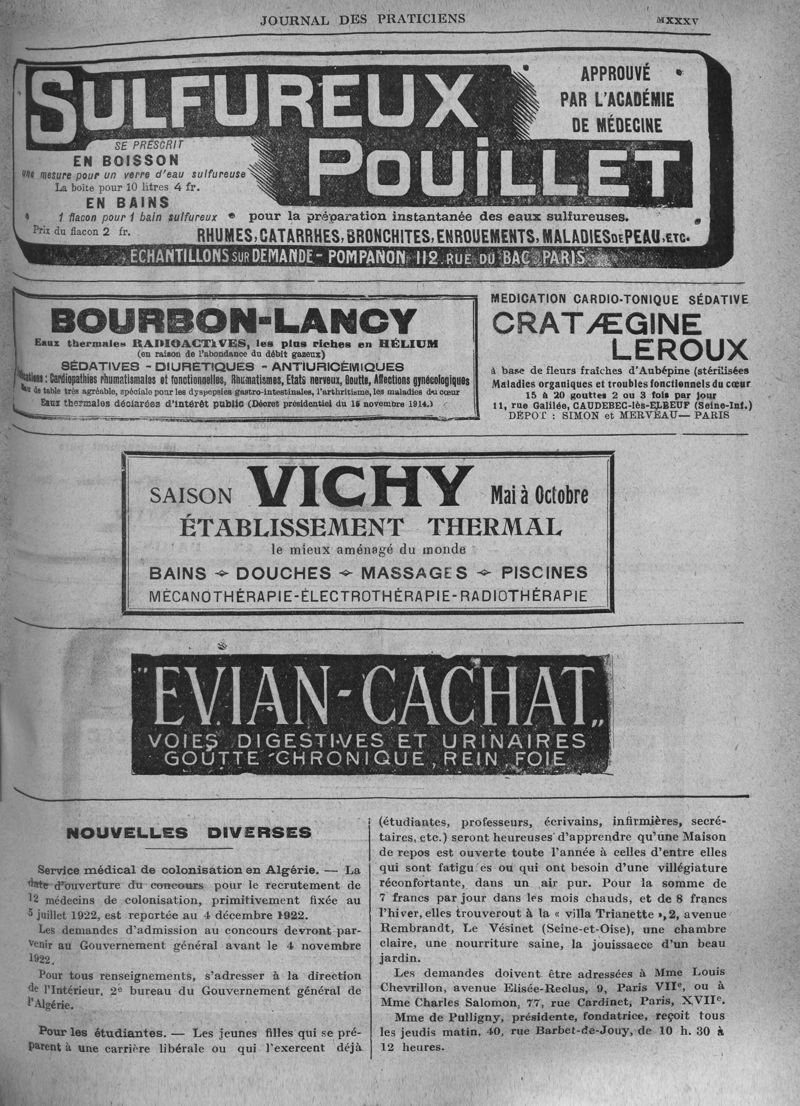 JOURNAL DES PRATICIENS
MXXXV
SULFUREUX
POUILLET
APPROUVÉ
PAR L'ACADÉMIE
DE MÉDECINE
SE PRESCRIT
EN BOISSON
une mesure pour un verre d'eau sulfureuse
La boîte pour 10 litres 4 fr.
EN BAINS
1 flacon pour 1 bain sulfureux
Prix du flacon 2 fr.
pour la préparation instantanée des eaux sulfureuses.
RHUMES, CATARRHES, BRONCHITES, ENROUEMENTS, MALADIES DE PEAU, ETC.
ÉCHANTILLONS SUR DEMANDE - POMPANON 112 RUE DU BAC PARIS
BOURBON-LANCY
Eaux thermales RADIOACTIVES, les plus riches en HÉLIUM
(en raison de l'abondance du débit gazeux)
SÉDATIVES - DIURETIQUES - ANTIURICÉMIQUES
: Cardiopathies rhumatismales et fonctionnelles, Rhumatismes, Etats nerveux, Goutte, Affections gynécologiques
Eau de table très agréable, spéciale pour les dyspepsies gastro-intestinales, l'arthritisme, les maladies du cœur
Eaux thermales déclarées d'intérêt public (Décret présidentiel du 15 novembre 1914.)
MEDICATION CARDIO-TONIQUE SÉDATIVE
CRATÆGINE
LEROUX
à base de fleurs fraîches d'Aubépine (stérilisées
Maladies organiques et troubles fonctionnels du cœur
15 à 20 gouttes 2 ou 3 fois par jour
11, rue Galilée, CAUDEBEC-lès-ELBEUF (Seine-Inf.)
DÉPOT : SIMON et MERVEAU — PARIS
SAISON VICHY Mai à Octobre
ÉTABLISSEMENT THERMAL
le mieux aménagé du monde
BAINS DOUCHES MASSAGES PISCINES
MÉCANOTHÉRAPIE-ÉLECTROTHÉRAPIE-RADIOTHÉRAPIE
"EVIAN-CACHAT„
VOIES DIGESTIVES ET URINAIRES
GOUTTE CHRONIQUE, REIN, FOIE
NOUVELLES DIVERSES
Service médical de colonisation en Algérie. — La
date d'ouverture du concours pour le recrutement de
12 médecins de colonisation, primitivement fixée au
5 juillet 1922, est reportée au 4 décembre 1922.
Les demandes d'admission au concours devront par-
venir au Gouvernement général avant le 4 novembre
1922.
Pour tous renseignements, s'adresser à la direction
de l'Intérieur, 2e bureau du Gouvernement général de
l'Algérie.
Pour les étudiantes. — Les jeunes filles qui se pré-
parent à une carrière libérale ou qui l'exercent déjà
(étudiantes, professeurs, écrivains, infirmières, secré-
taires, etc.) seront heureuses d'apprendre qu'une Maison
de repos est ouverte toute l'année à celles d'entre elles
qui sont fatigu es ou qui ont besoin d'une villégiature
réconfortante, dans un air pur. Pour la somme de
7 francs par jour dans les mois chauds, et de 8 francs
l'hiver, elles trouverout à la « villa Trianette », 2, avenue
Rembrandt, Le Vésinet (Seine-et-Oise), une chambre
claire, une nourriture saine, la jouissaece d'un beau
jardin.
Les demandes doivent être adressées à Mme Louis
Chevrillon, avenue Elisée-Reclus, 9, Paris VIIe, ou à
Mme Charles Salomon, 77, rue Cardinet, Paris, XVIIe.
Mme de Pulligny, présidente, fondatrice, reçoit tous
les jeudis matin, 40, rue Barbet-de-Jouy, de 10 h. 30 à
12 heures.